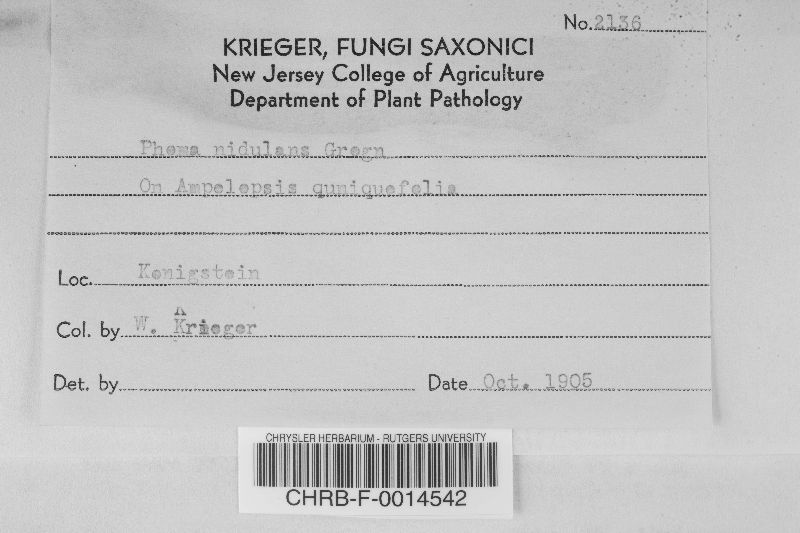 No. 2136
KRIEGER, FUNGI SAXONICI
New Jersey College of Agriculture
Department of Plant Pathology
Phoma nidulans Grogn
On Ampelopsis quniquefolia
Loc. Konigstein
Col. by W. K Krieger
Det. by
Date Oct. 1905
CHRYSLER HERBARIUM - RUTGERS UNIVERSITY
CHRB-F-0014542